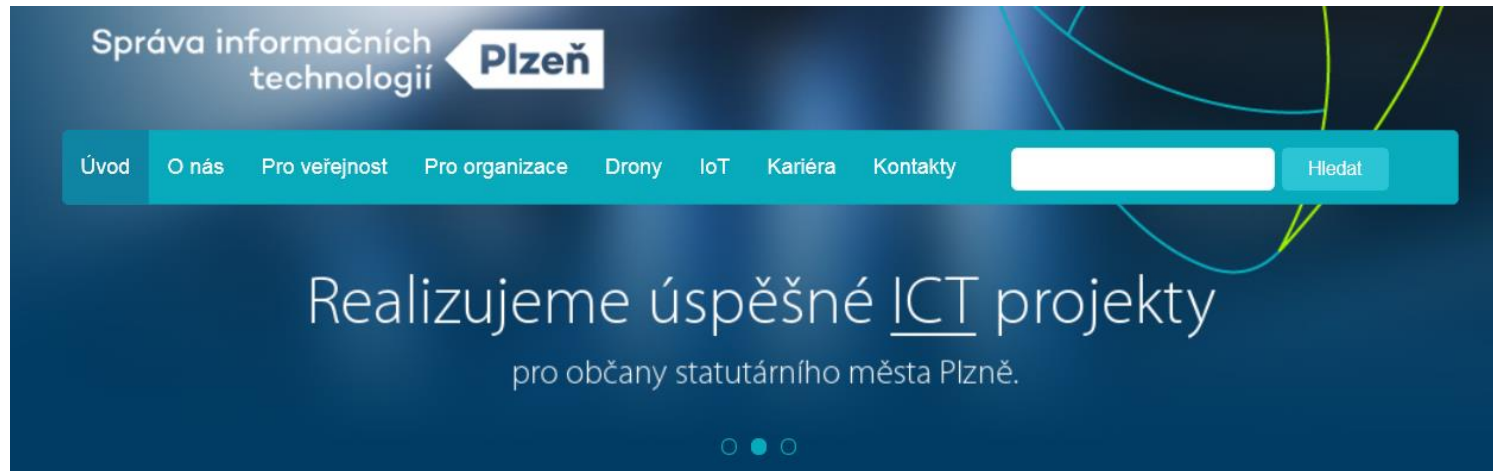 Správa informačních
technologií
Plzeň
Úvod O nás Pro veřejnost Pro organizace Drony IoT Kariéra Kontakty Hledat
Realizujeme úspěšné ICT projekty
pro občany statutárního města Plzně.